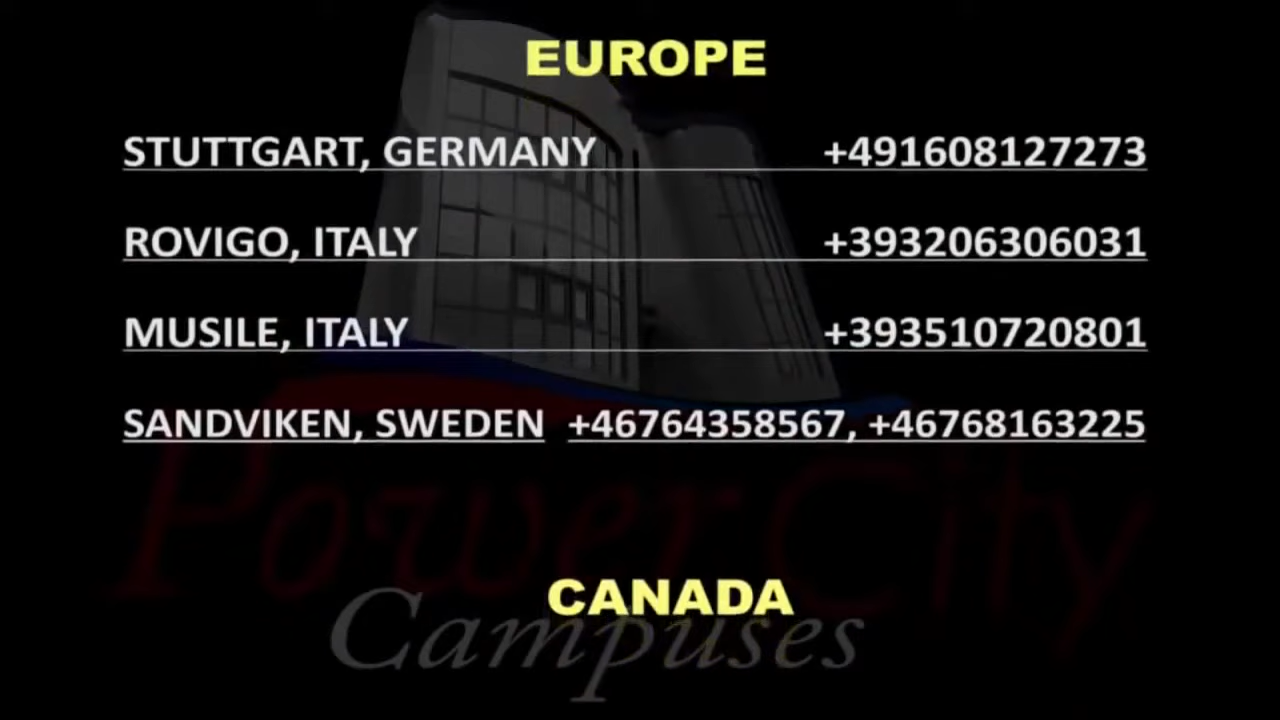 EUROPE
STUTTGART, GERMANY +491608127273
ROVIGO, ITALY +393206306031
MUSILE, ITALY +393510720801
SANDVIKEN, SWEDEN +46764358567, +46768163225
Power City
CANADA
Campuses